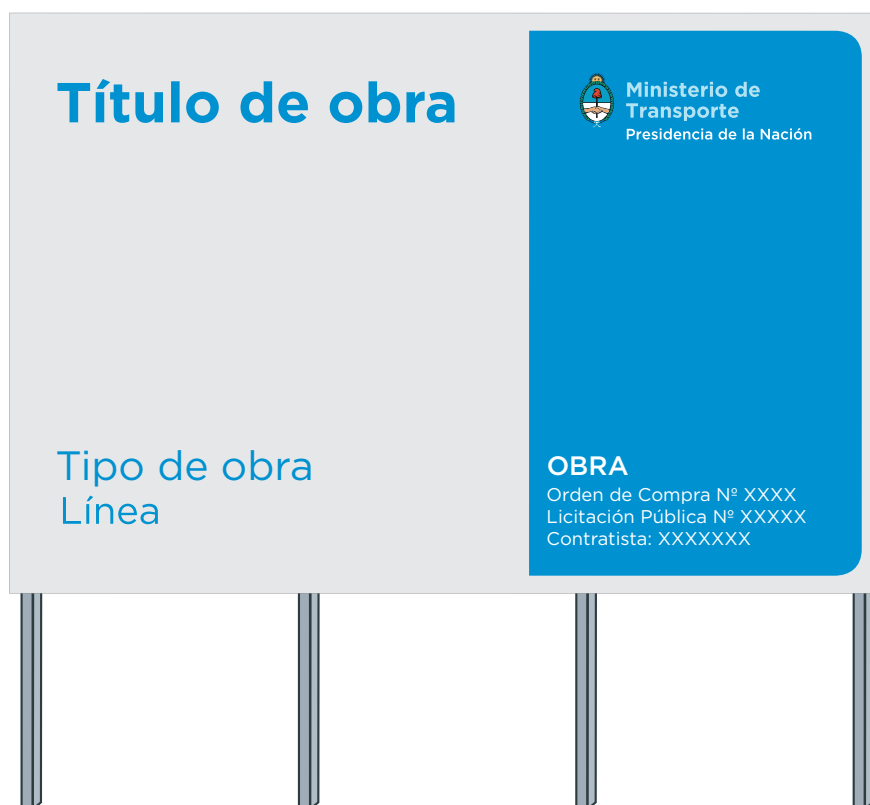 Título de obra
Ministerio de
Transporte
Presidencia de la Nación
Tipo de obra
Línea
OBRA
Orden de Compra Nº XXXX
Licitación Pública Nº XXXXX
Contratista: XXXXXXX